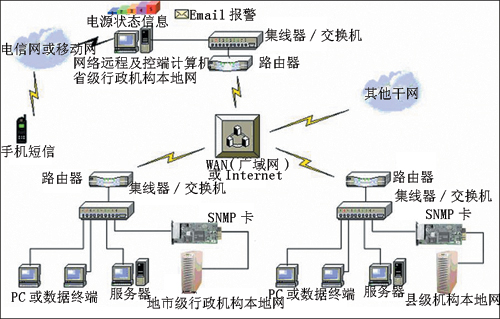 电源状态信息
Email 报警
电信网或移动网
集线器/交换机
网络远程及控端计算机
路由器
省级行政机构本地网
其他干网
手机短信
WAN(广域网)
或 Internet
路由器
集线器/交换机
SNMP 卡
PC 或数据终端
服务器
地市级行政机构本地网
路由器
集线器/交换机
SNMP 卡
PC 或数据终端
服务器
县级机构本地网